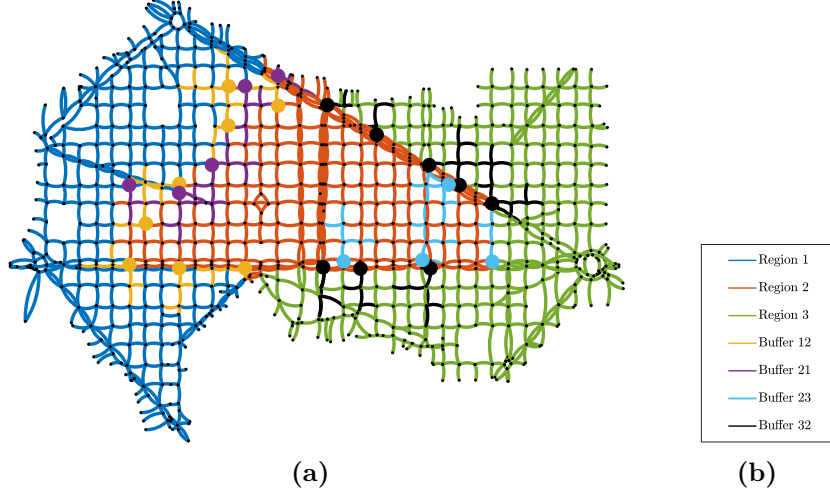 Region 1
Region 2
Region 3
Buffer 12
Buffer 21
Buffer 23
Buffer 32
(a)
(b)